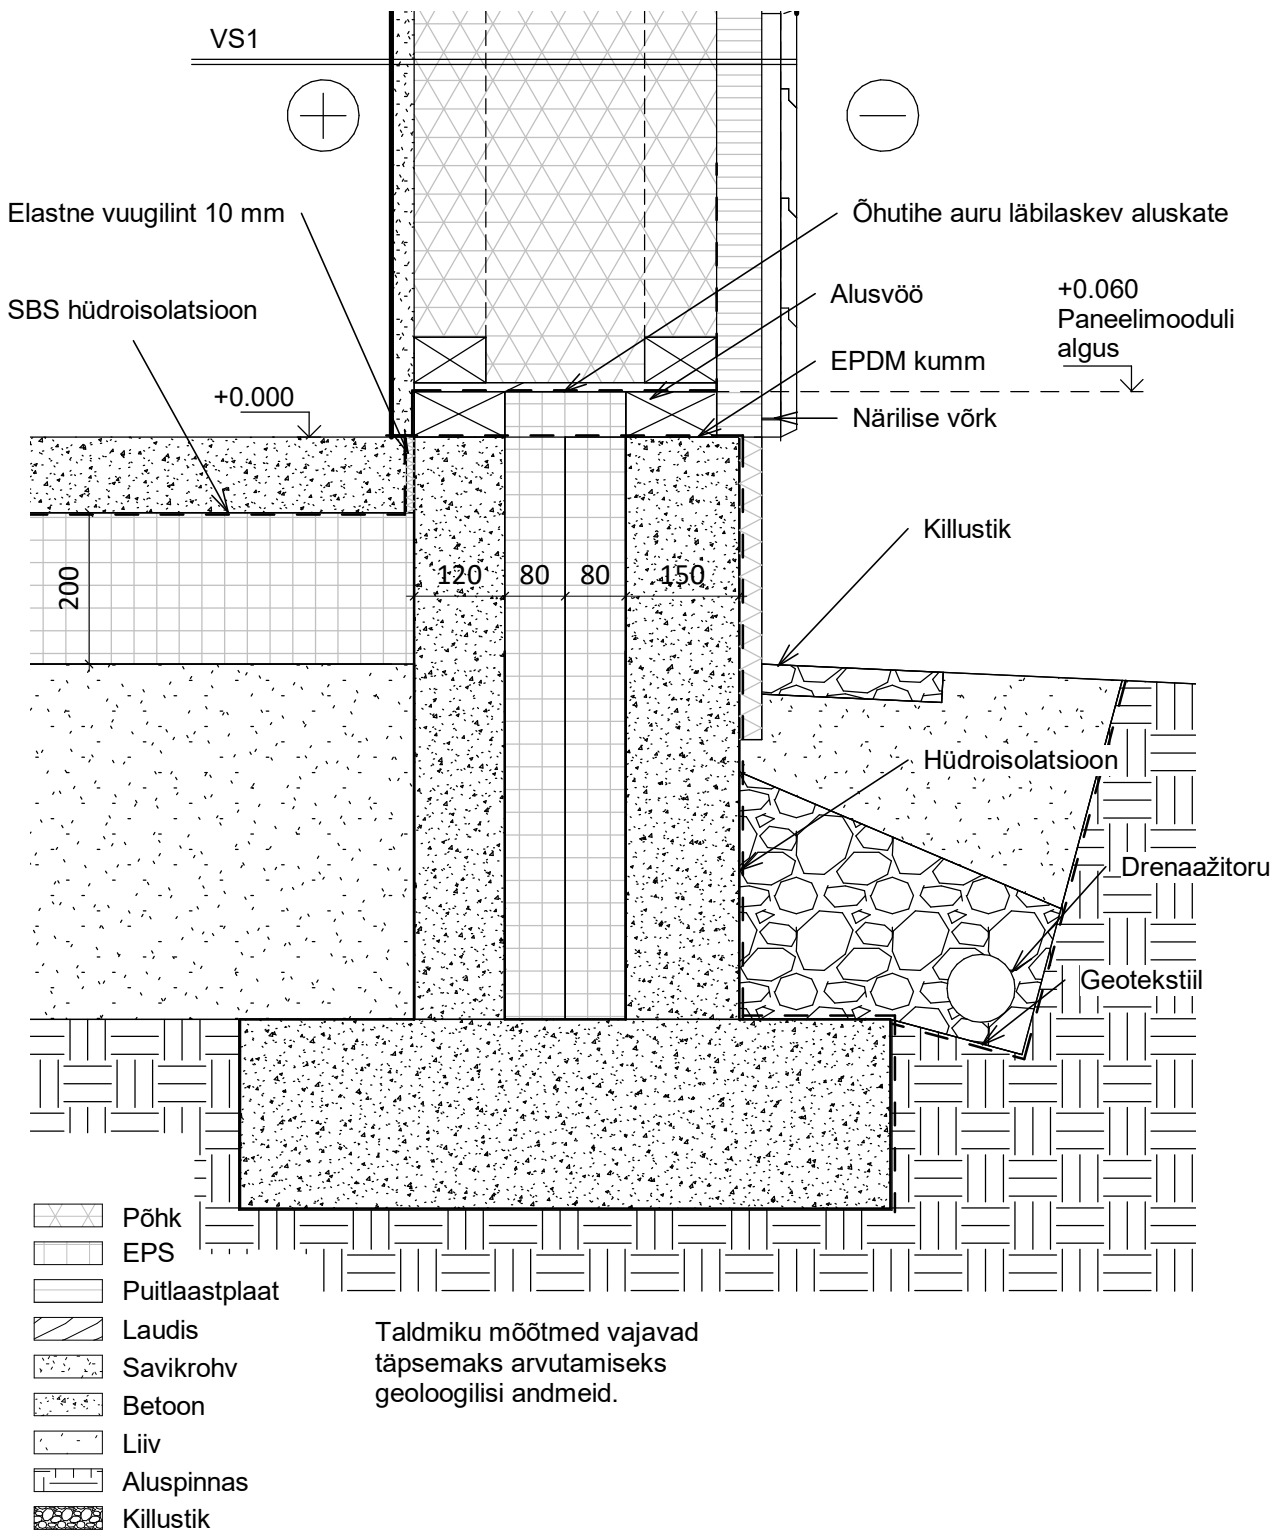 VS1
Elastne vuugilint 10 mm
Õhutihe auru läbilaskev aluskate
SBS hüdroisolatsioon
Alusvöö
+0.060
Paneelimooduli
algus
EPDM kumm
+0.000
Närilise võrk
Killustik
200
120
80
80
150
Hüdroisolatsioon
Drenaažitoru
Geotekstiil
Põhk
EPS
Puitlaastplaat
Laudis
Savikrohv
Betoon
Liiv
Aluspinnas
Killustik
Taldmiku mõõtmed vajavad
täpsemaks arvutamiseks
geoloogilisi andmeid.